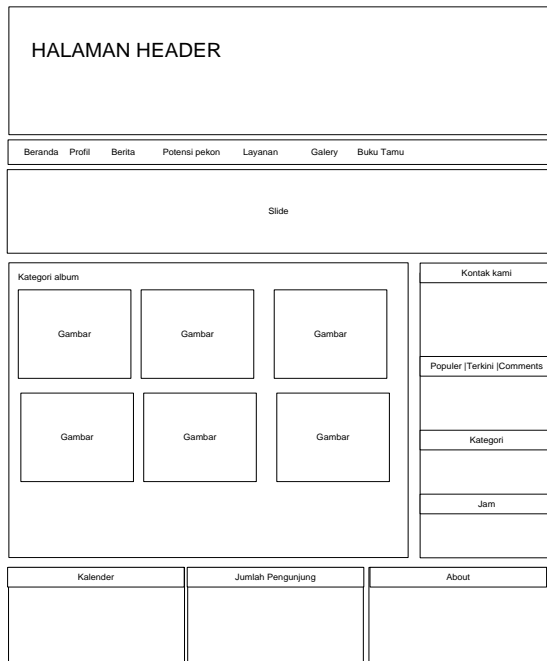 HALAMAN HEADER
Beranda Profil Berita Potensi pekon Layanan Galery Buku Tamu
Slide
Kategori album
Gambar Gambar Gambar
Gambar Gambar Gambar
Kontak kami
Populer |Terkini |Comments
Kategori
Jam
Kalender Jumlah Pengunjung About